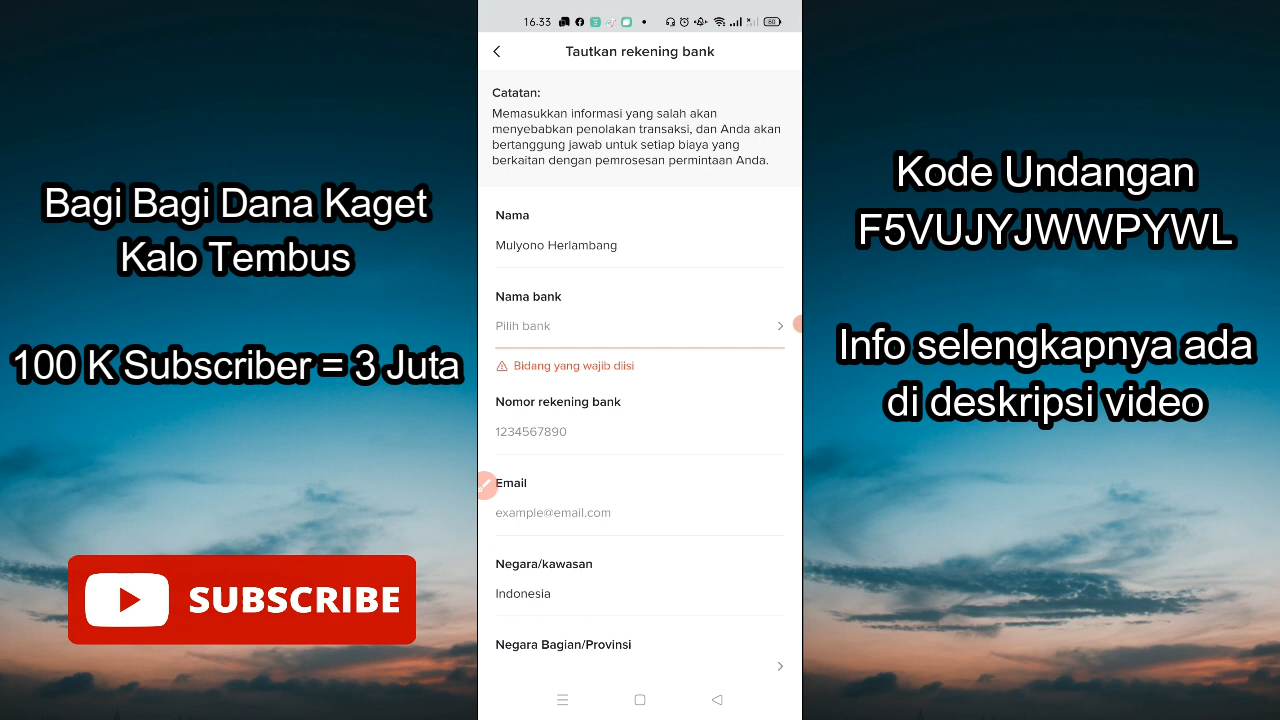 Bagi Bagi Dana Kaget
Kalo Tembus
100 K Subscriber = 3 Juta
SUBSCRIBE
16.33
80
Tautkan rekening bank
Catatan:
Memasukkan informasi yang salah akan
menyebabkan penolakan transaksi, dan Anda akan
bertanggung jawab untuk setiap biaya yang
berkaitan dengan pemrosesan permintaan Anda.
Nama
Mulyono Herlambang
Nama bank
Pilih bank
Bidang yang wajib diisi
Nomor rekening bank
1234567890
Email
example@email.com
Negara/kawasan
Indonesia
Negara Bagian/Provinsi
Kode Undangan
F5VUJYJWWPYWL
Info selengkapnya ada
di deskripsi video